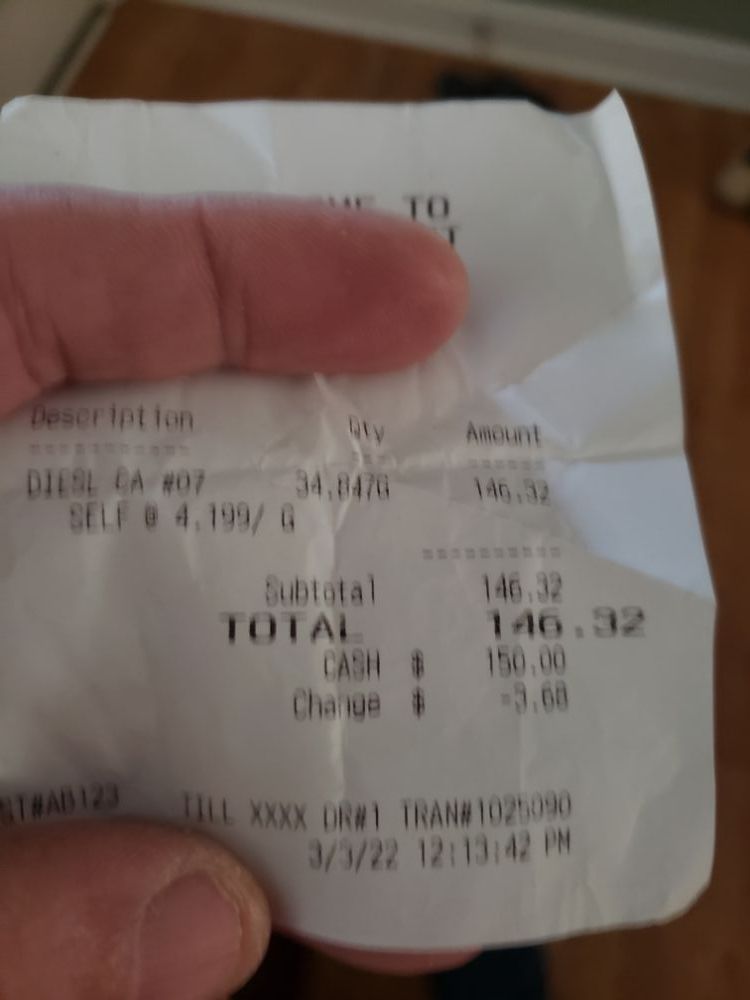 TO
Description Qty Amount
----------- --- ------
DIESL CA #07 34.847G 146.32
SELF @ 4.199/ G
----------
Subtotal 146.32
TOTAL 146.32
CASH $ 150.00
Change $ -3.68
ST#AB123 TILL XXXX DR#1 TRAN#1025090
3/3/22 12:13:42 PM